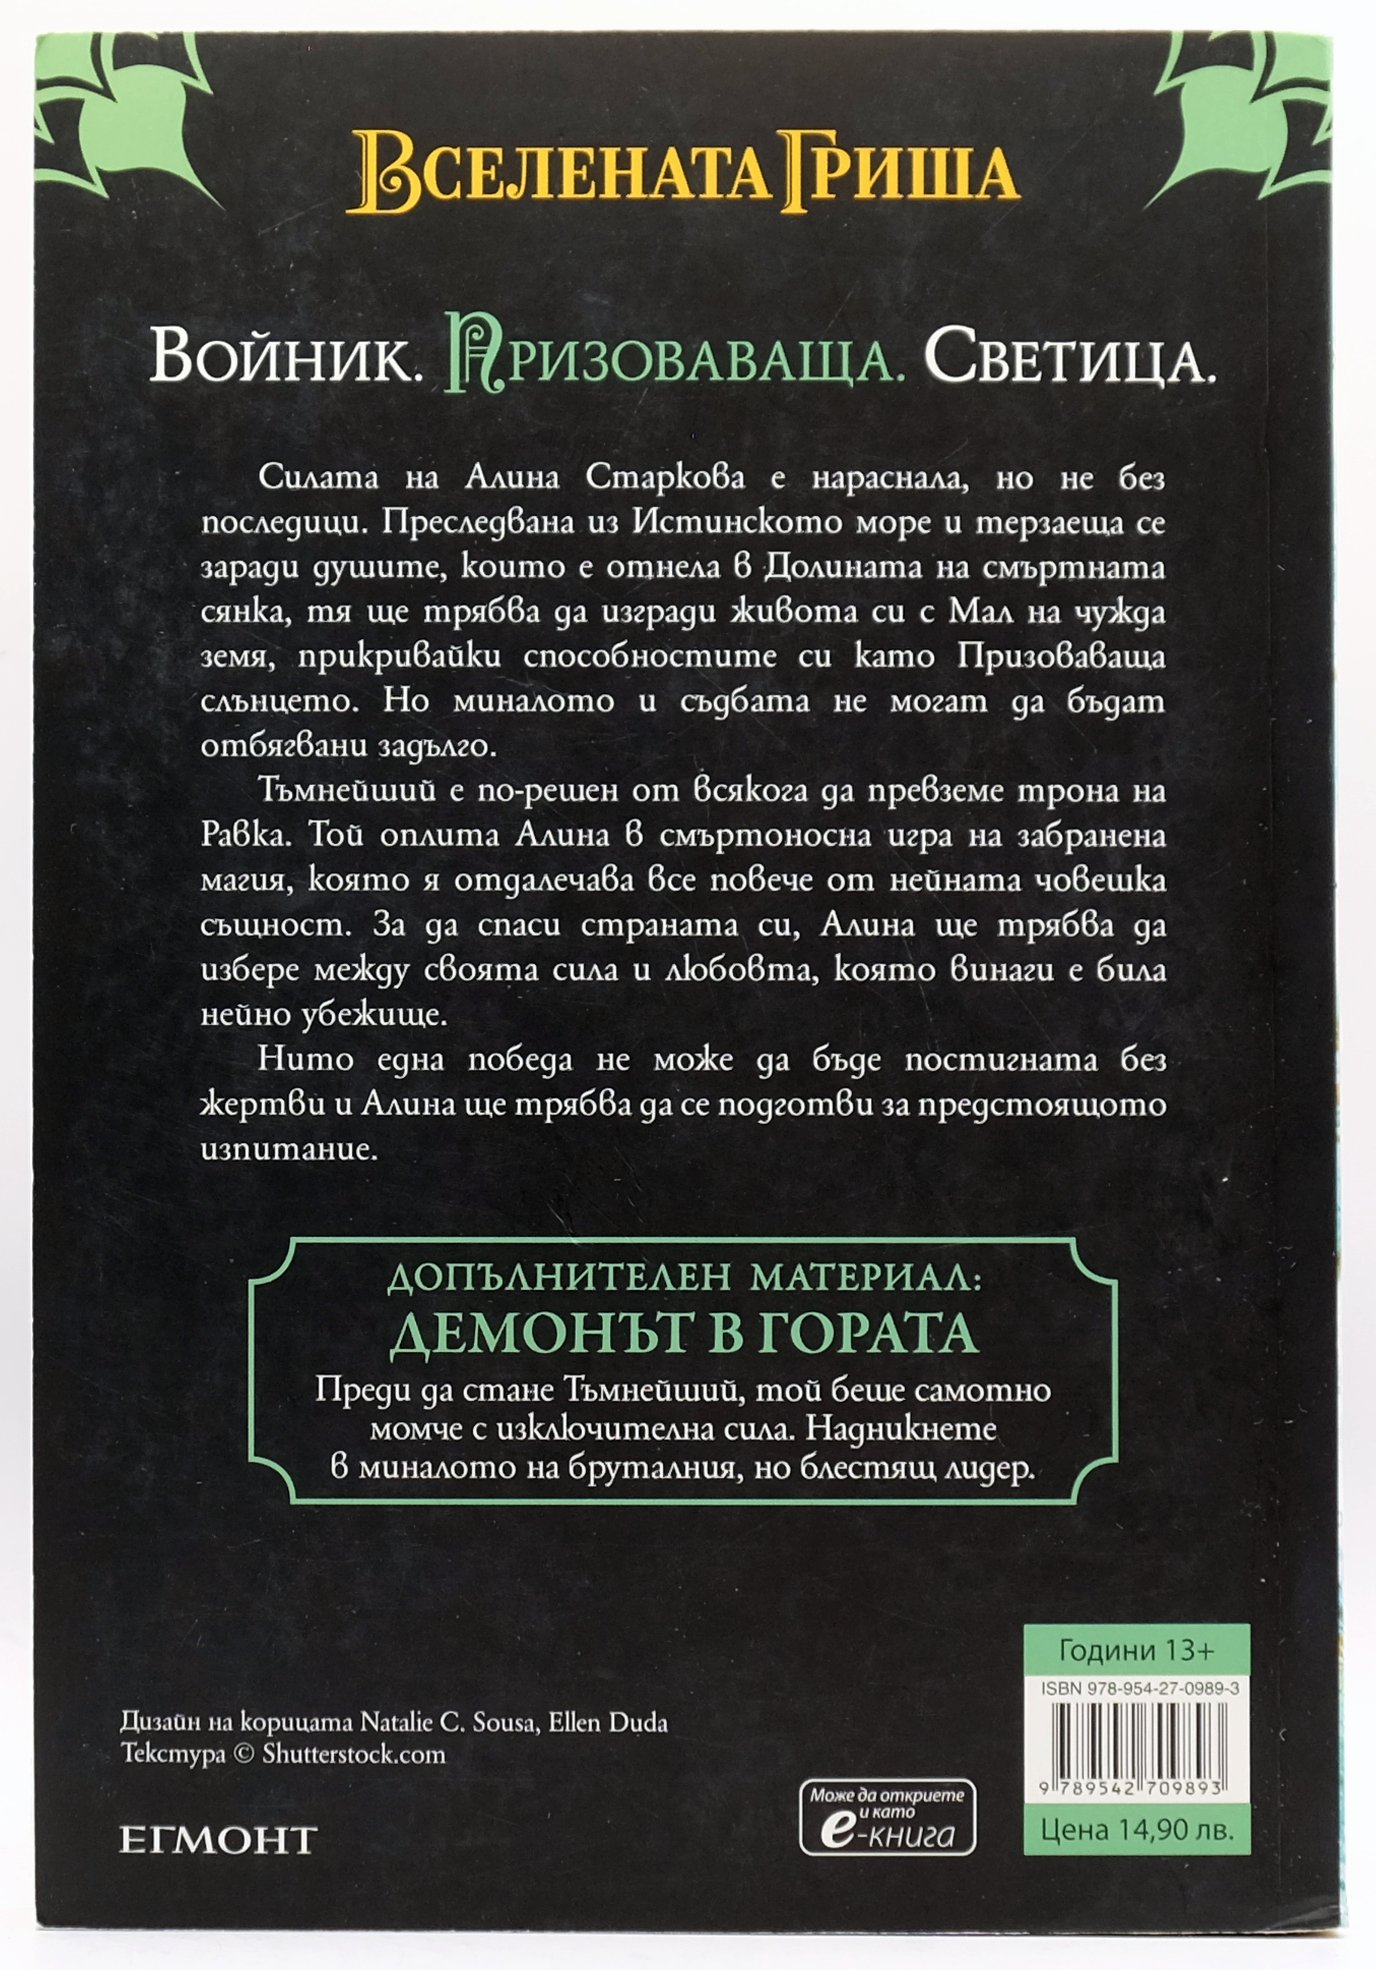 ВСЕЛЕНАТА ГРИША
ВОЙНИК. ПРИЗОВАВАЩА. СВЕТИЦА.
Силата на Алина Старкова е нараснала, но не без
последици. Преследвана из Истинското море и терзаеща се
заради душите, които е отнела в Долината на смъртната
сянка, тя ще трябва да изгради живота си с Мал на чужда
земя, прикривайки способностите си като Призоваваща
слънцето. Но миналото и съдбата не могат да бъдат
отбягвани задълго.
Тъмнейший е по-решен от всякога да превземе трона на
Равка. Той оплита Алина в смъртоносна игра на забранена
магия, която я отдалечава все повече от нейната човешка
същност. За да спаси страната си, Алина ще трябва да
избере между своята сила и любовта, която винаги е била
нейно убежище.
Нито една победа не може да бъде постигната без
жертви и Алина ще трябва да се подготви за предстоящото
изпитание.
ДОПЪЛНИТЕЛЕН МАТЕРИАЛ:
ДЕМОНЪТ В ГОРАТА
Преди да стане Тъмнейший, той беше самотно
момче с изключителна сила. Надникнете
в миналото на бруталния, но блестящ лидер.
Години 13+
ISBN 978-954-27-0989-3
9 789542 709893
Цена 14,90 лв.
Дизайн на корицата Natalie C. Sousa, Ellen Duda
Текстура © Shutterstock.com
Може да откриете
и като
е-книга
ЕГМОНТ